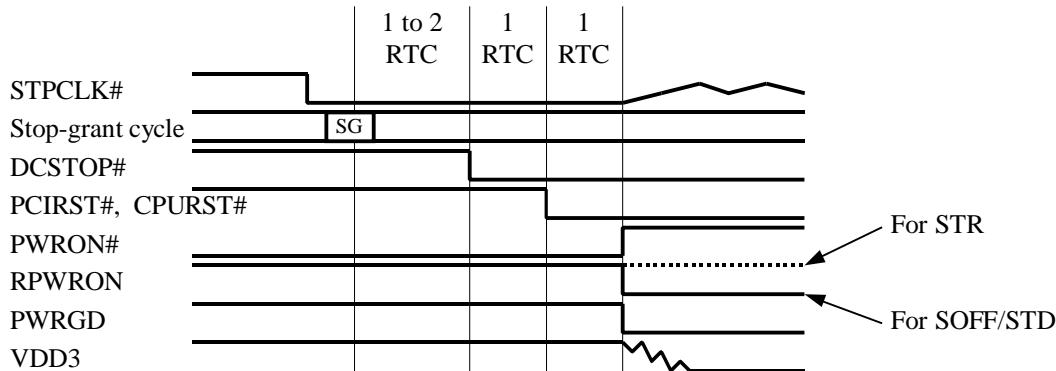 1 to 2 RTC
1 RTC
1 RTC
STPCLK#
Stop-grant cycle
SG
DCSTOP#
PCIRST#, CPURST#
PWRON#
For STR
RPWRON
PWRGD
For SOFF/STD
VDD3